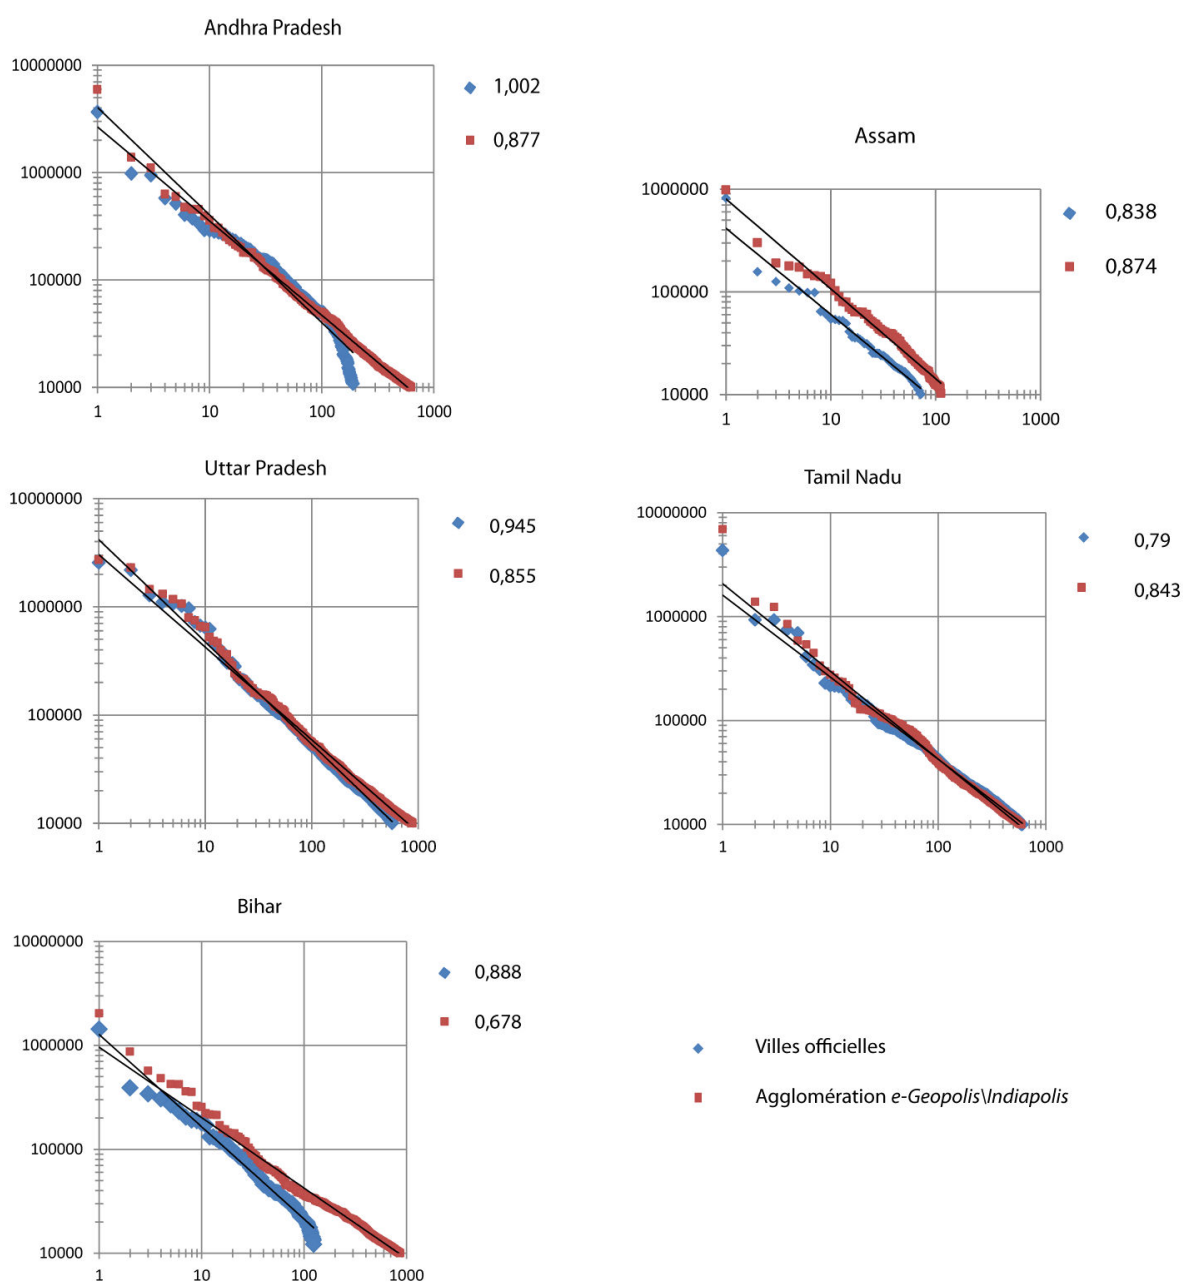 Andhra Pradesh
10000000
1000000
100000
10000
1 10 100 1000
1,002
0,877
Assam
1000000
100000
10000
1 10 100 1000
0,838
0,874
Uttar Pradesh
10000000
1000000
100000
10000
1 10 100 1000
0,945
0,855
Tamil Nadu
10000000
1000000
100000
10000
1 10 100 1000
0,79
0,843
Bihar
10000000
1000000
100000
10000
1 10 100 1000
0,888
0,678
Villes officielles
Agglomération e-Geopolis\Indiapolis